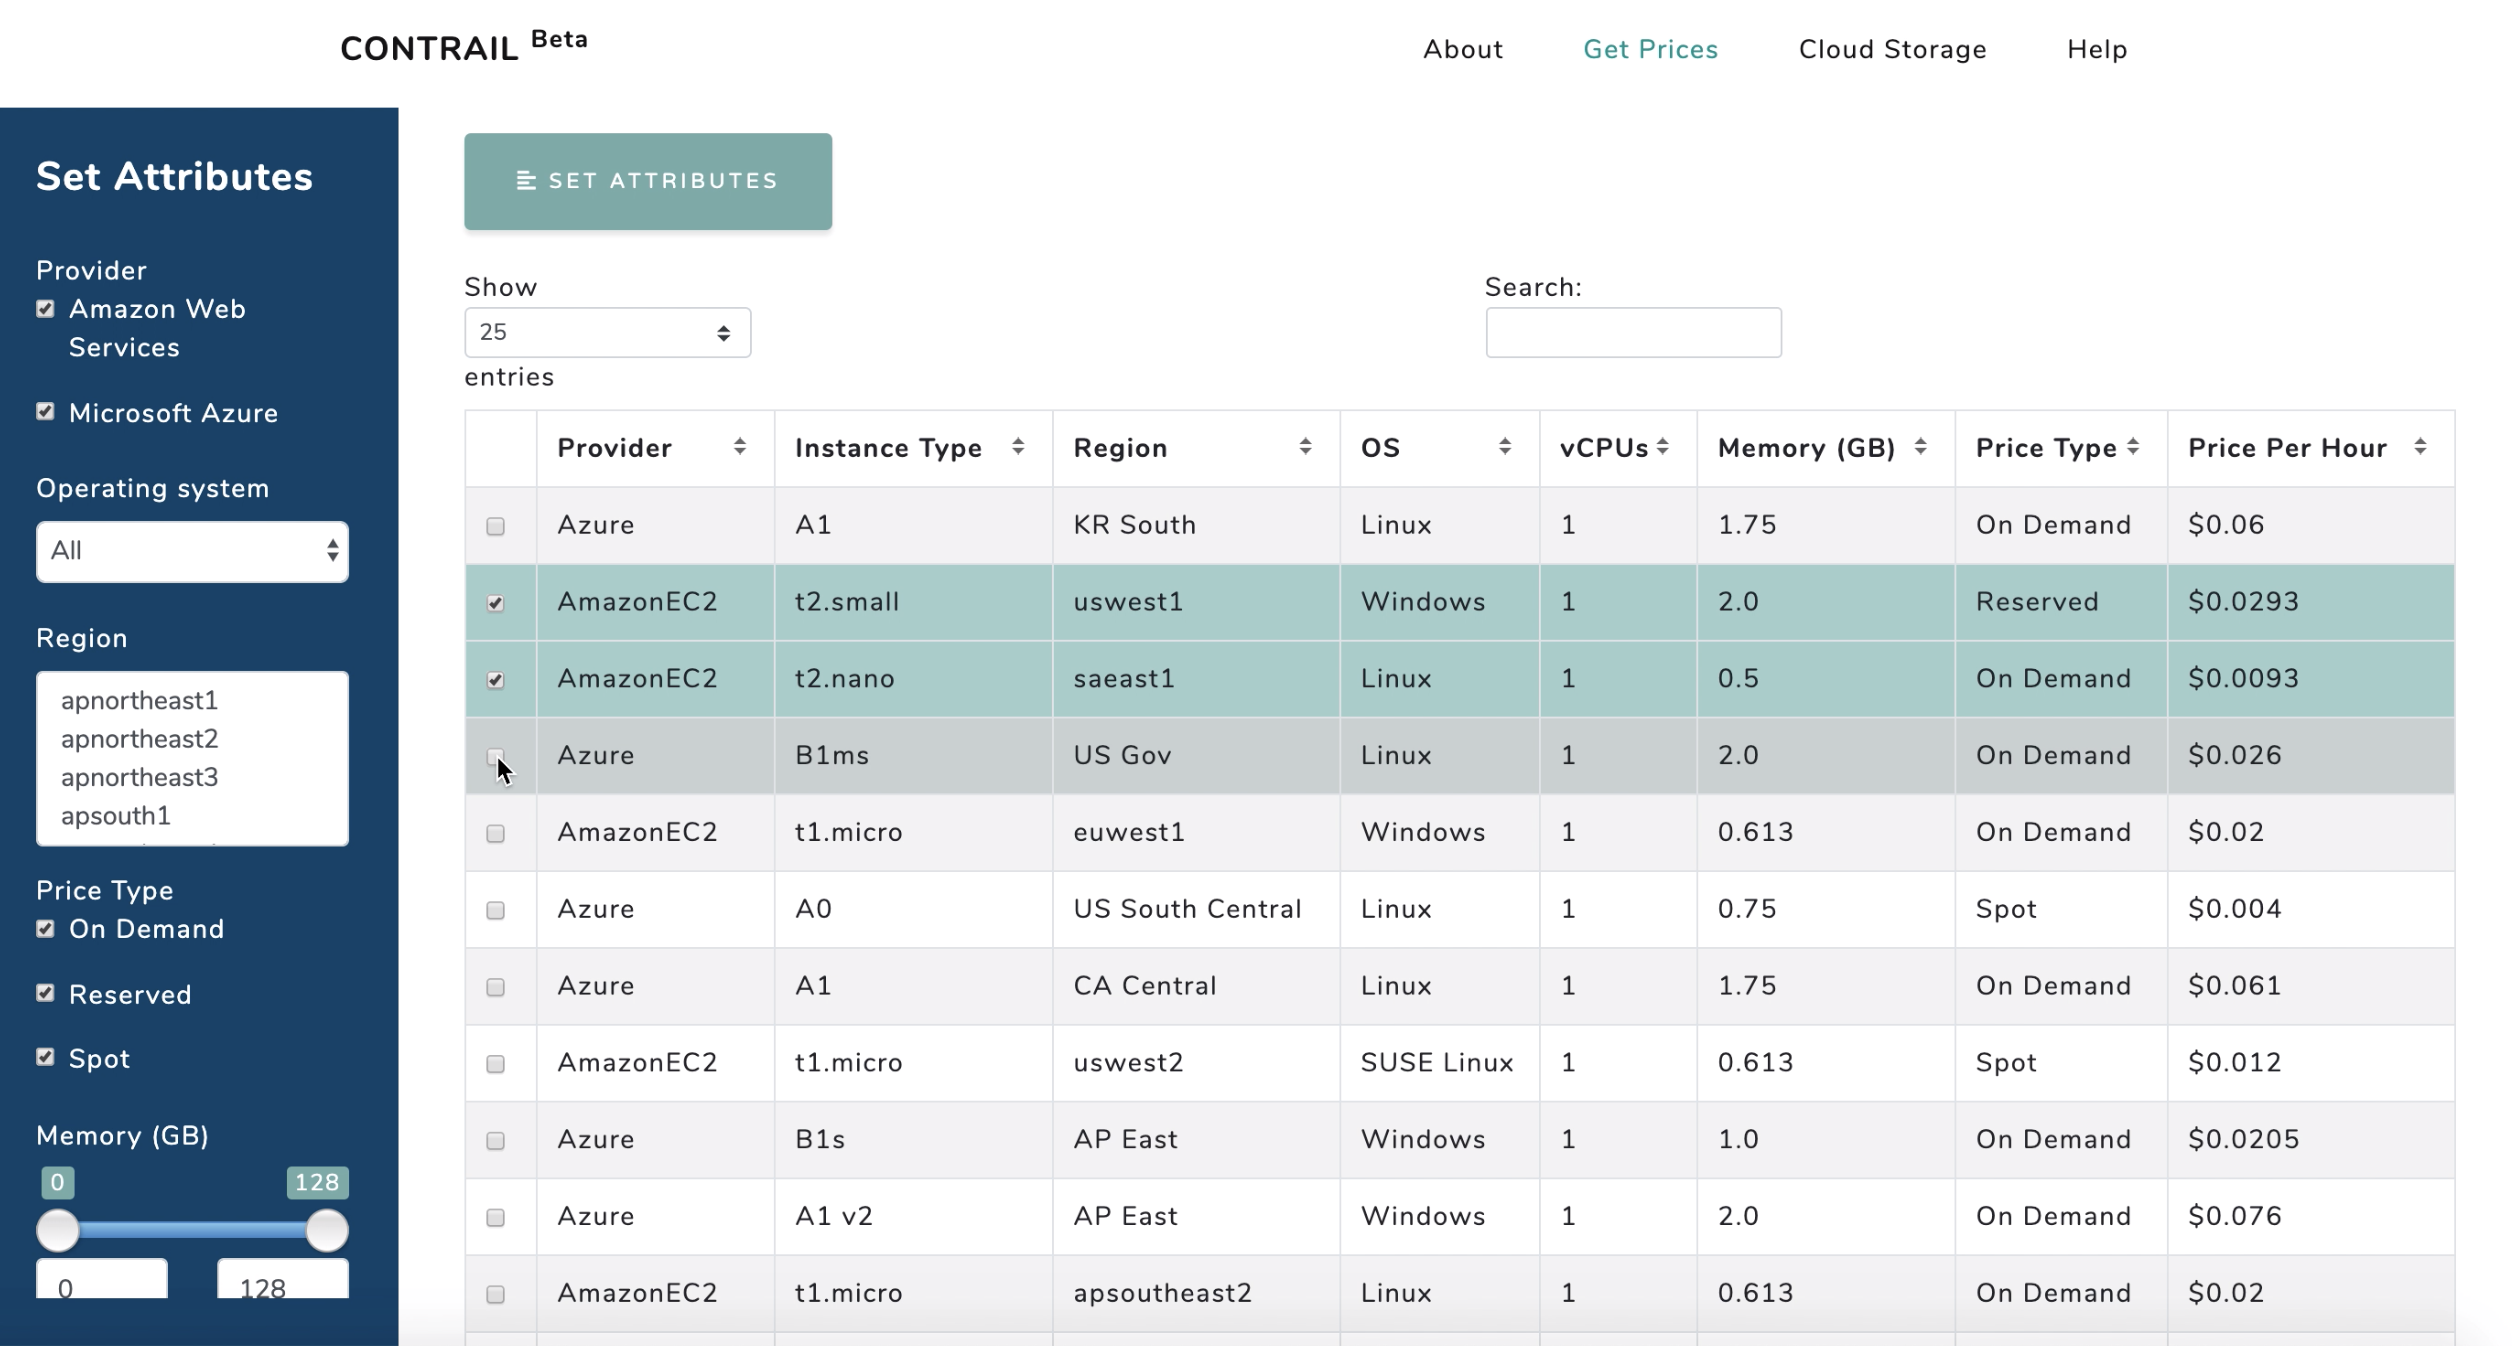 CONTRAIL Beta
About Get Prices Cloud Storage Help
Set Attributes
Provider
Amazon Web
Services
Microsoft Azure
Operating system
All
Region
apnortheast1
apnortheast2
apnortheast3
apsouth1
Price Type
On Demand
Reserved
Spot
Memory (GB)
0 128
0 128
SET ATTRIBUTES
Show
25
entries
Search:
Provider Instance Type Region OS vCPUs Memory (GB) Price Type Price Per Hour
Azure A1 KR South Linux 1 1.75 On Demand $0.06
AmazonEC2 t2.small uswest1 Windows 1 2.0 Reserved $0.0293
AmazonEC2 t2.nano saeast1 Linux 1 0.5 On Demand $0.0093
Azure B1ms US Gov Linux 1 2.0 On Demand $0.026
AmazonEC2 t1.micro euwest1 Windows 1 0.613 On Demand $0.02
Azure A0 US South Central Linux 1 0.75 Spot $0.004
Azure A1 CA Central Linux 1 1.75 On Demand $0.061
AmazonEC2 t1.micro uswest2 SUSE Linux 1 0.613 Spot $0.012
Azure B1s AP East Windows 1 1.0 On Demand $0.0205
Azure A1 v2 AP East Windows 1 2.0 On Demand $0.076
AmazonEC2 t1.micro apsoutheast2 Linux 1 0.613 On Demand $0.02